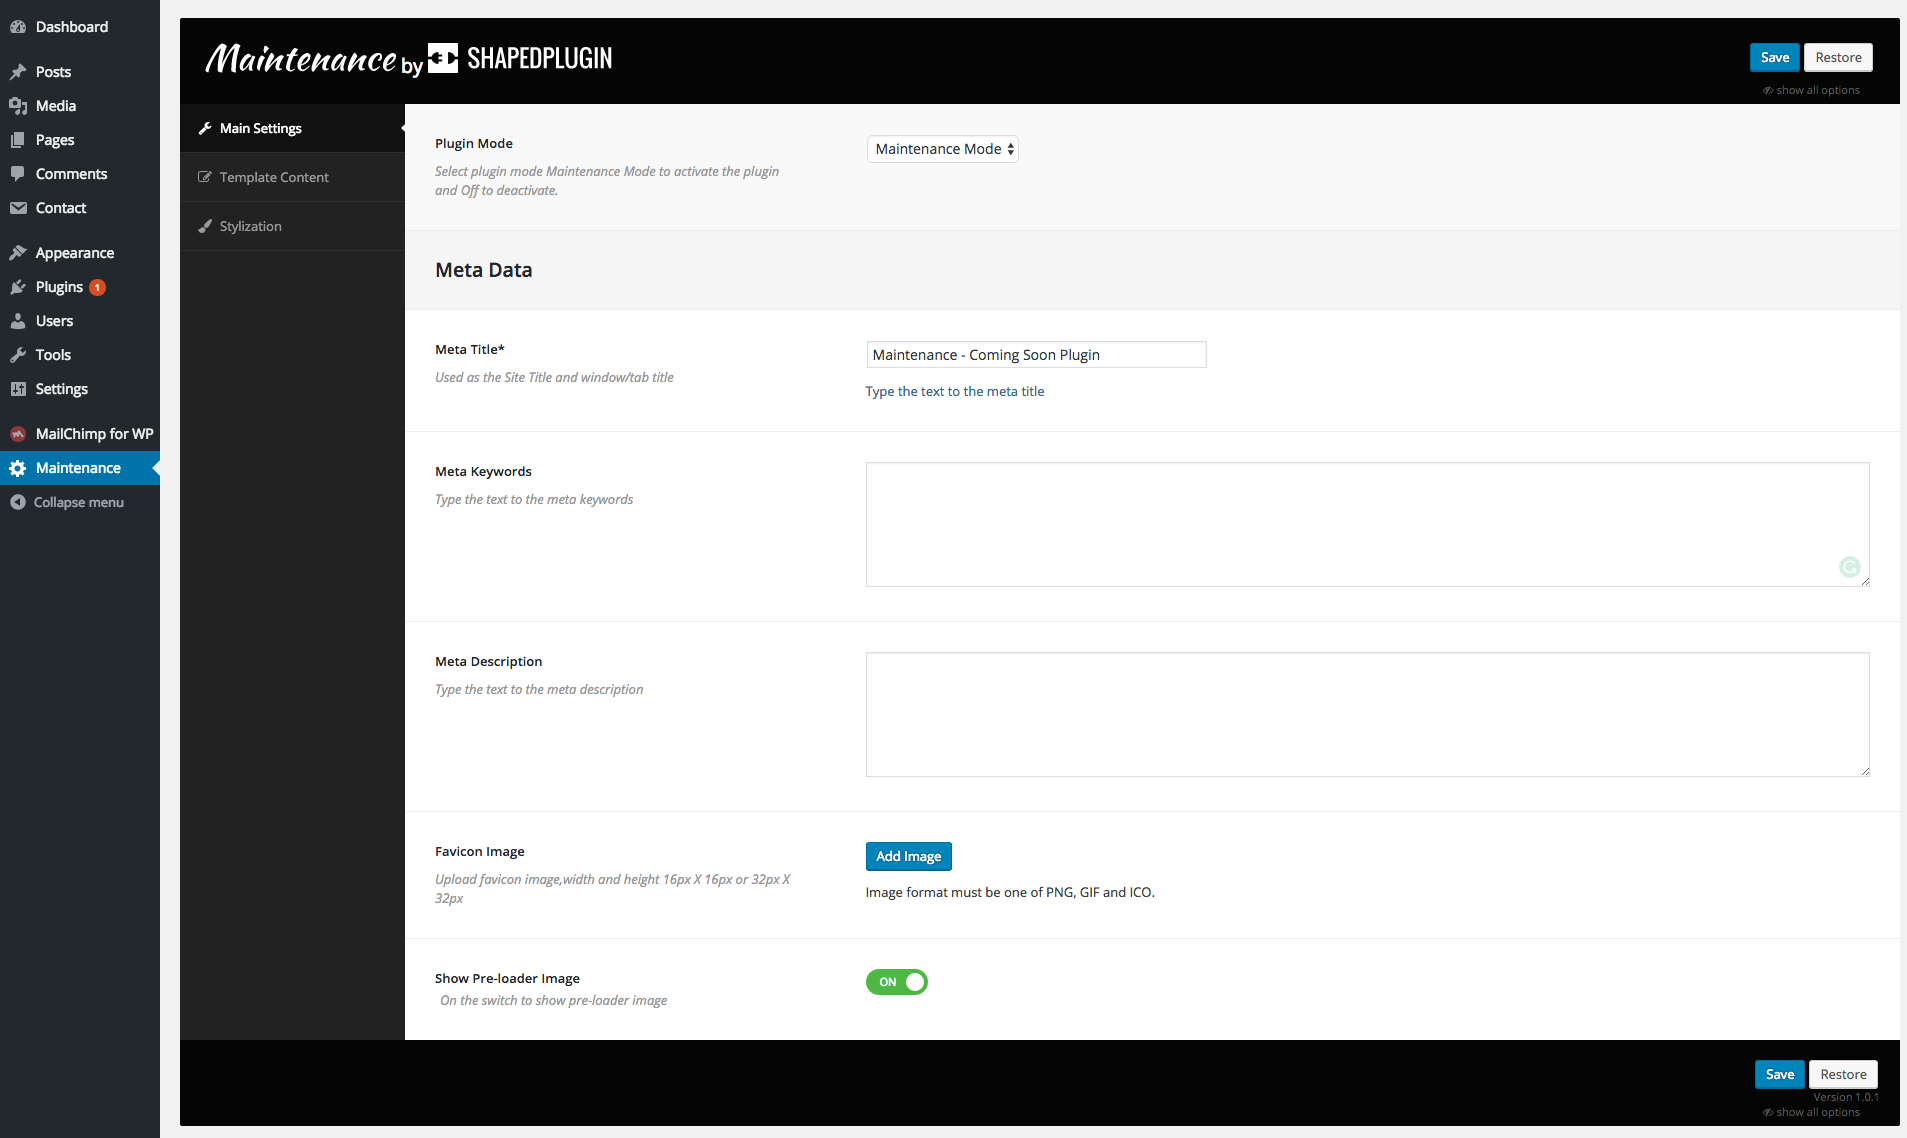 Dashboard
Posts
Media
Pages
Comments
Contact
Appearance
Plugins 1
Users
Tools
Settings
MailChimp for WP
Maintenance
Collapse menu
Maintenance by SHAPEDPLUGIN
Save Restore
show all options
Main Settings
Template Content
Stylization
Plugin Mode
Select plugin mode Maintenance Mode to activate the plugin
and Off to deactivate.
Maintenance Mode
Meta Data
Meta Title*
Used as the Site Title and window/tab title
Maintenance - Coming Soon Plugin
Type the text to the meta title
Meta Keywords
Type the text to the meta keywords
Meta Description
Type the text to the meta description
Favicon Image
Upload favicon image,width and height 16px X 16px or 32px X
32px
Add Image
Image format must be one of PNG, GIF and ICO.
Show Pre-loader Image
On the switch to show pre-loader image
ON
Save Restore
Version 1.0.1
show all options